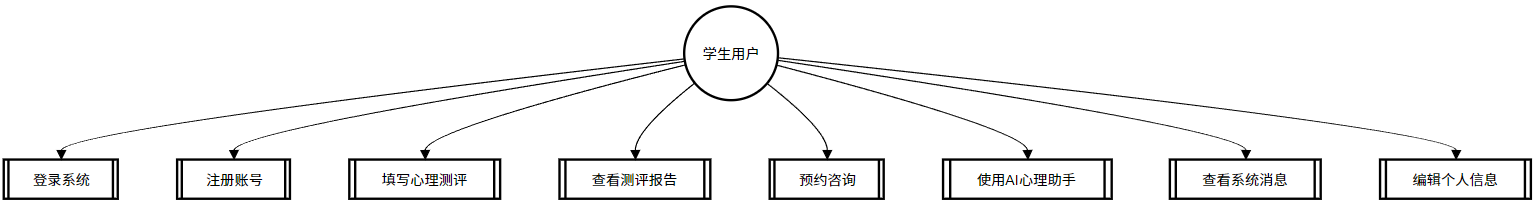 学生用户
登录系统
注册账号
填写心理测评
查看测评报告
预约咨询
使用AI心理助手
查看系统消息
编辑个人信息